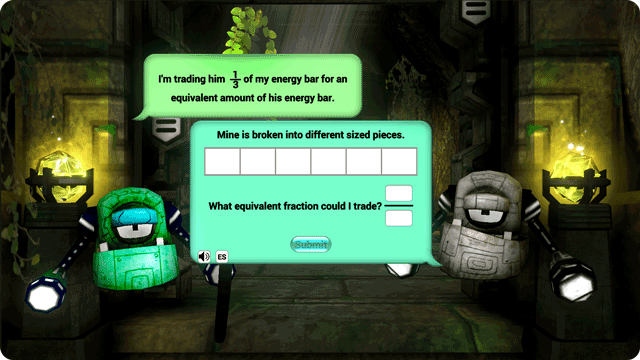 I'm trading him 1/3 of my energy bar for an
equivalent amount of his energy bar.
Mine is broken into different sized pieces.
What equivalent fraction could I trade?
Submit
ES